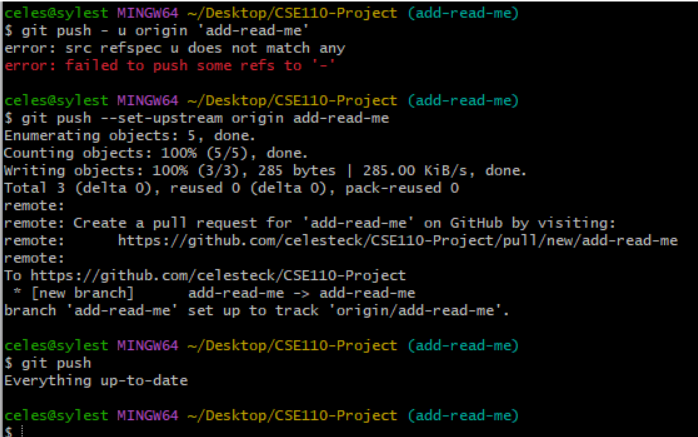 celes@sylest MINGW64 ~/Desktop/CSE110-Project (add-read-me)
$ git push - u origin 'add-read-me'
error: src refspec u does not match any
error: failed to push some refs to '-'
celes@sylest MINGW64 ~/Desktop/CSE110-Project (add-read-me)
$ git push --set-upstream origin add-read-me
Enumerating objects: 5, done.
Counting objects: 100% (5/5), done.
Writing objects: 100% (3/3), 285 bytes | 285.00 KiB/s, done.
Total 3 (delta 0), reused 0 (delta 0), pack-reused 0
remote:
remote: Create a pull request for 'add-read-me' on GitHub by visiting:
remote:      https://github.com/celesteck/CSE110-Project/pull/new/add-read-me
remote:
To https://github.com/celesteck/CSE110-Project
 * [new branch]      add-read-me -> add-read-me
branch 'add-read-me' set up to track 'origin/add-read-me'.
celes@sylest MINGW64 ~/Desktop/CSE110-Project (add-read-me)
$ git push
Everything up-to-date
celes@sylest MINGW64 ~/Desktop/CSE110-Project (add-read-me)
$